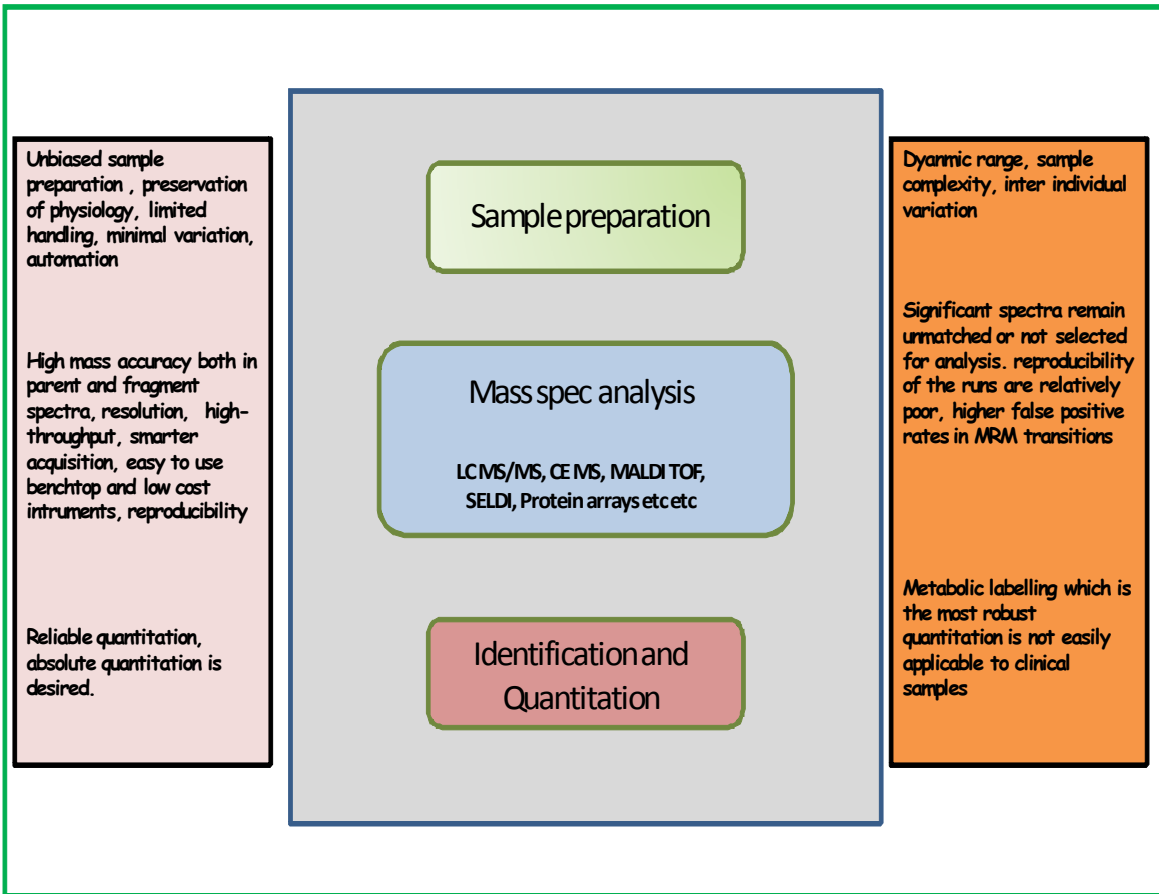 Unbiased sample
preparation , preservation
of physiology, limited
handling, minimal variation,
automation
High mass accuracy both in
parent and fragment
spectra, resolution, high-
throughput, smarter
acquisition, easy to use
benchtop and low cost
intruments, reproducibility
Reliable quantitation,
absolute quantitation is
desired.
Sample preparation
Mass spec analysis
LC MS/MS, CE MS, MALDI TOF,
SELDI, Protein arrays etc etc
Identification and
Quantitation
Dyanmic range, sample
complexity, inter individual
variation
Significant spectra remain
unmatched or not selected
for analysis. reproducibility
of the runs are relatively
poor, higher false positive
rates in MRM transitions
Metabolic labelling which is
the most robust
quantitation is not easily
applicable to clinical
samples